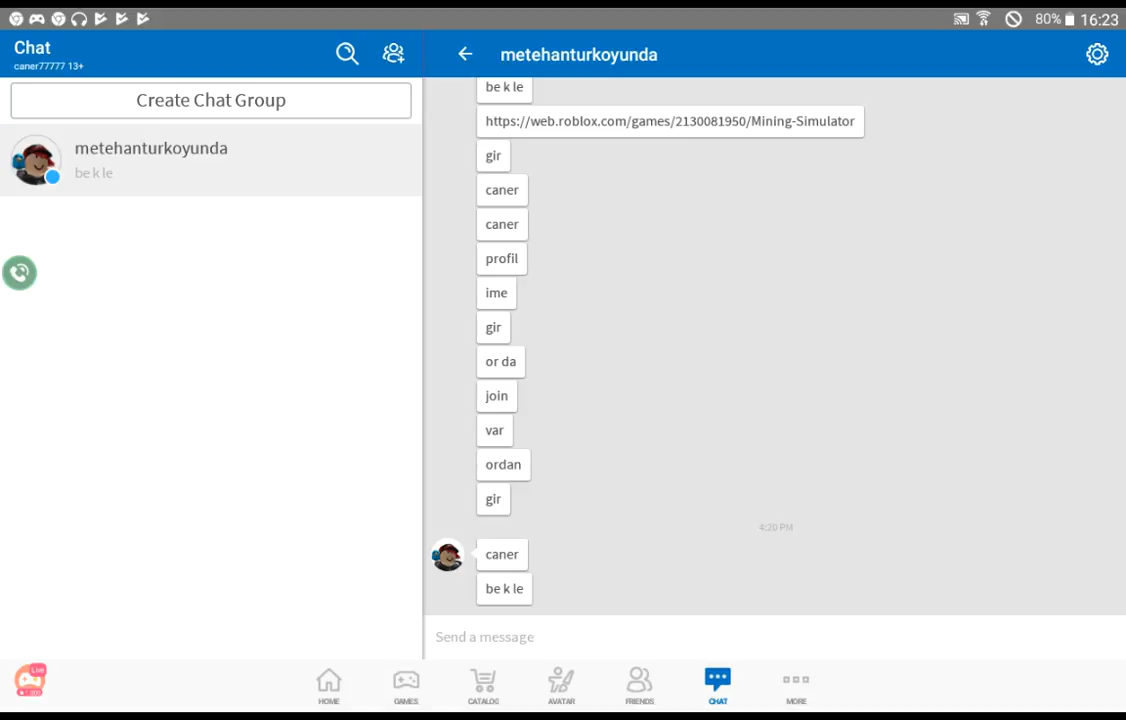 80% 16:23
Chat
caner77777 13+
Create Chat Group
metehanturkoyunda
be k le
metehanturkoyunda
be k le
https://web.roblox.com/games/2130081950/Mining-Simulator
gir
caner
caner
profil
ime
gir
or da
join
var
ordan
gir
4:20 PM
caner
be k le
Send a message
Live
HOME
GAMES
CATALOG
AVATAR
FRIENDS
CHAT
MORE